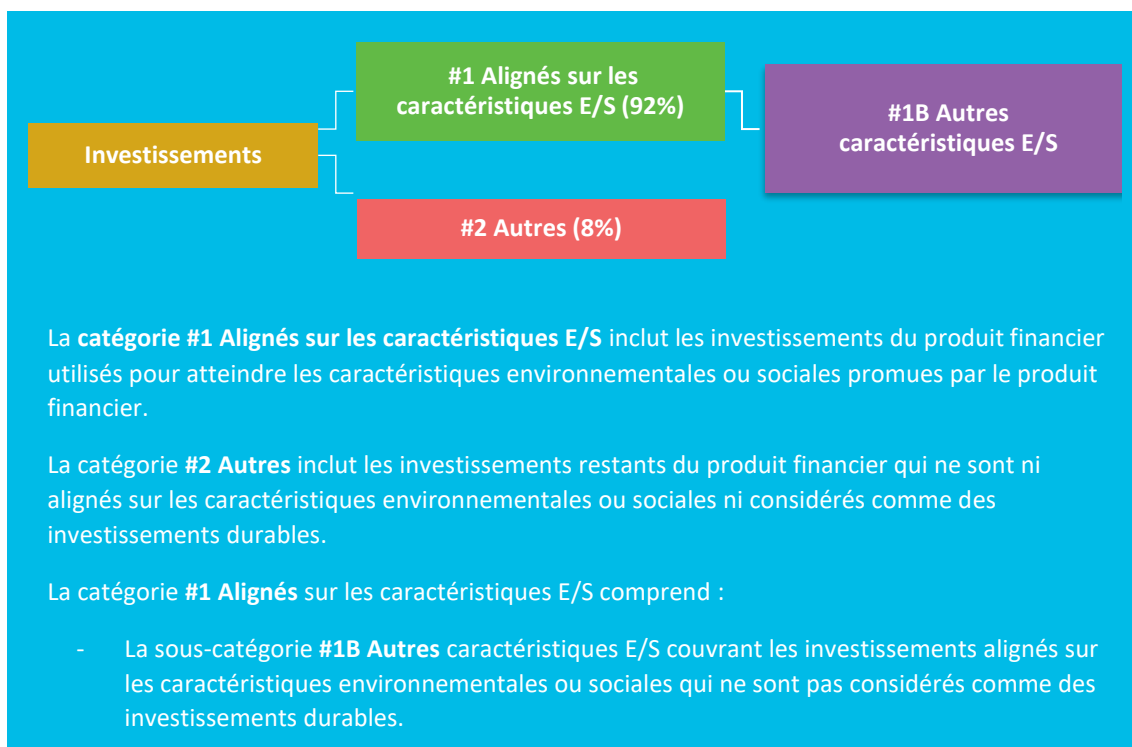 #1 Alignés sur les
caractéristiques E/S (92%)
#1B Autres
caractéristiques E/S
Investissements
#2 Autres (8%)
La catégorie #1 Alignés sur les caractéristiques E/S inclut les investissements du produit financier
utilisés pour atteindre les caractéristiques environnementales ou sociales promues par le produit
financier.
La catégorie #2 Autres inclut les investissements restants du produit financier qui ne sont ni
alignés sur les caractéristiques environnementales ou sociales ni considérés comme des
investissements durables.
La catégorie #1 Alignés sur les caractéristiques E/S comprend :
- La sous-catégorie #1B Autres caractéristiques E/S couvrant les investissements alignés sur
les caractéristiques environnementales ou sociales qui ne sont pas considérés comme des
investissements durables.